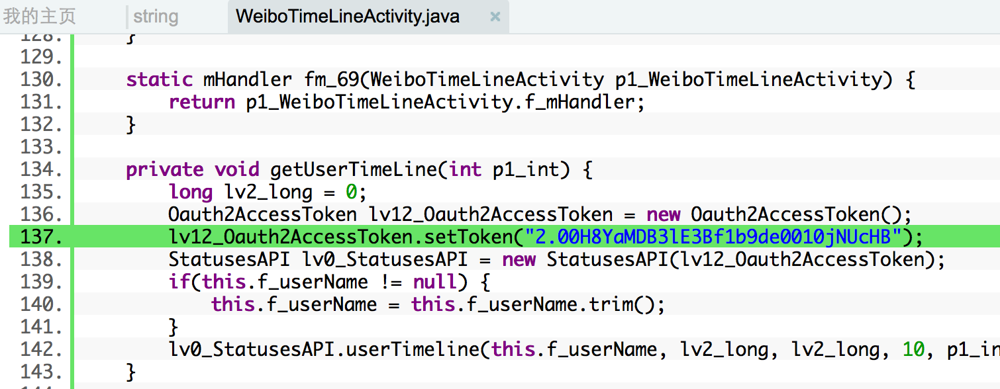 我的主页 string WeiboTimeLineActivity.java ×
128. }
129.
130. static mHandler fm_69(WeiboTimeLineActivity p1_WeiboTimeLineActivity) {
131. return p1_WeiboTimeLineActivity.f_mHandler;
132. }
133.
134. private void getUserTimeLine(int p1_int) {
135. long lv2_long = 0;
136. Oauth2AccessToken lv12_Oauth2AccessToken = new Oauth2AccessToken();
137. lv12_Oauth2AccessToken.setToken("2.00H8YaMDB3lE3Bf1b9de0010jNUcHB");
138. StatusesAPI lv0_StatusesAPI = new StatusesAPI(lv12_Oauth2AccessToken);
139. if(this.f_userName != null) {
140. this.f_userName = this.f_userName.trim();
141. }
142. lv0_StatusesAPI.userTimeline(this.f_userName, lv2_long, lv2_long, 10, p1_in
143. }